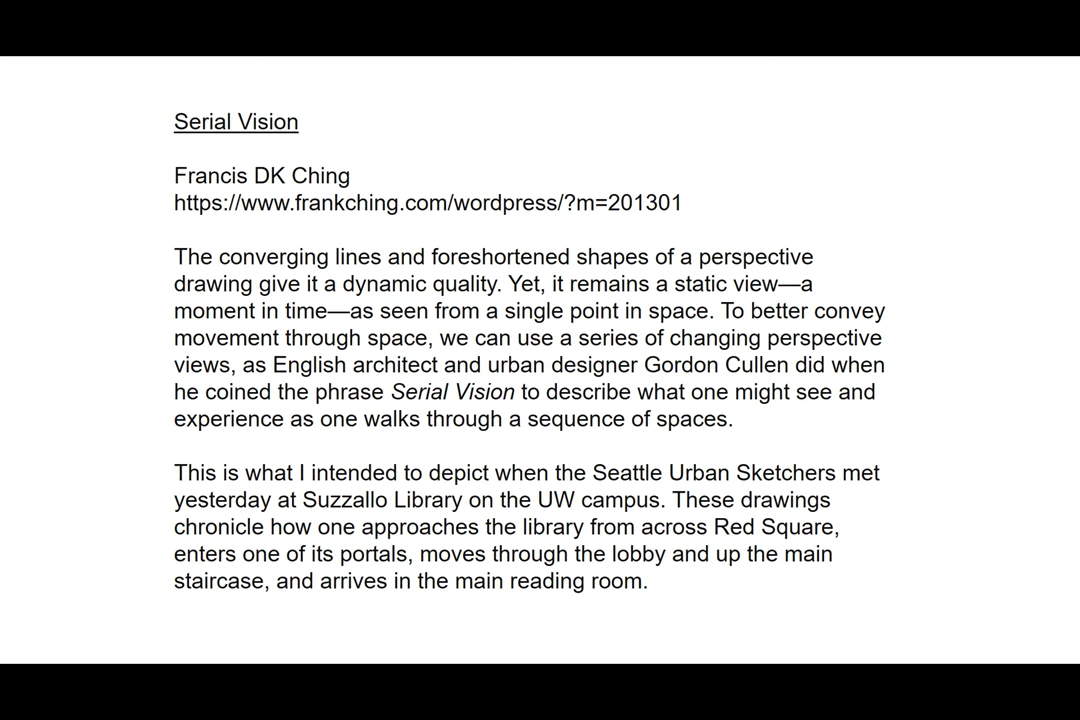 Serial Vision
Francis DK Ching
https://www.frankching.com/wordpress/?m=201301
The converging lines and foreshortened shapes of a perspective
drawing give it a dynamic quality. Yet, it remains a static view—a
moment in time—as seen from a single point in space. To better convey
movement through space, we can use a series of changing perspective
views, as English architect and urban designer Gordon Cullen did when
he coined the phrase Serial Vision to describe what one might see and
experience as one walks through a sequence of spaces.
This is what I intended to depict when the Seattle Urban Sketchers met
yesterday at Suzzallo Library on the UW campus. These drawings
chronicle how one approaches the library from across Red Square,
enters one of its portals, moves through the lobby and up the main
staircase, and arrives in the main reading room.